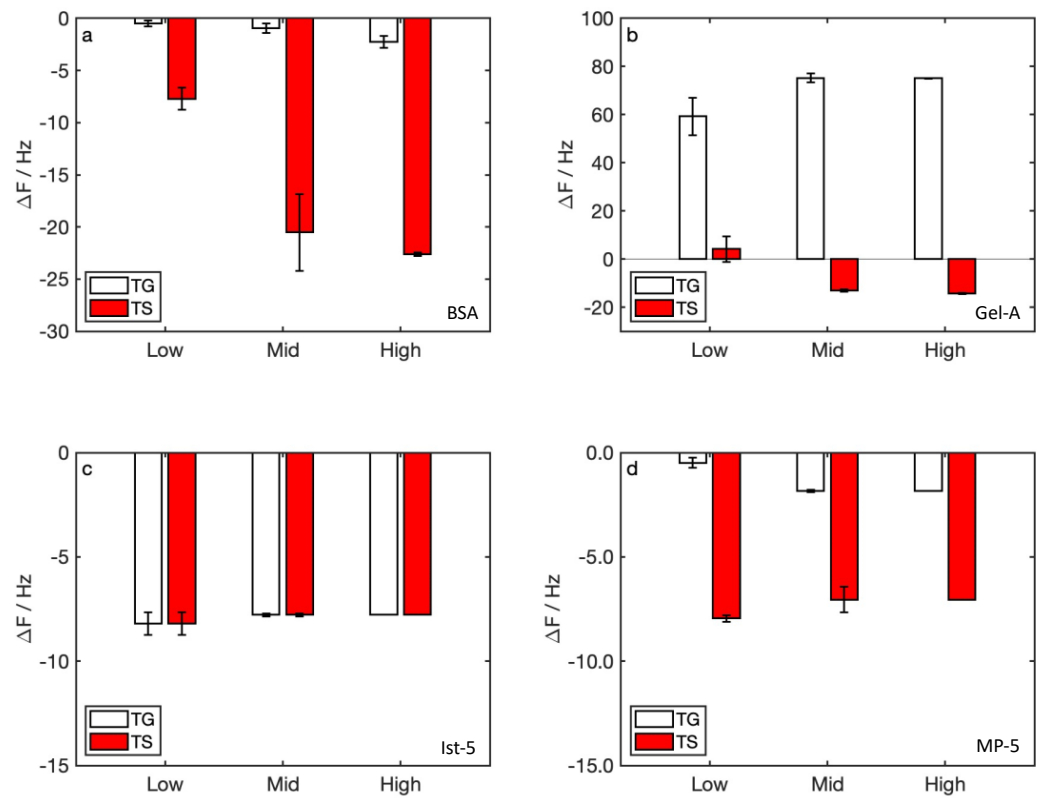 a
0
-5
-10
-15
-20
-25
-30
ΔF / Hz
TG
TS
BSA
Low Mid High
b
100
80
60
40
20
0
-20
ΔF / Hz
TG
TS
Gel-A
Low Mid High
c
0
-5
-10
-15
ΔF / Hz
TG
TS
Ist-5
Low Mid High
d
0.0
-5.0
-10.0
-15.0
ΔF / Hz
TG
TS
MP-5
Low Mid High